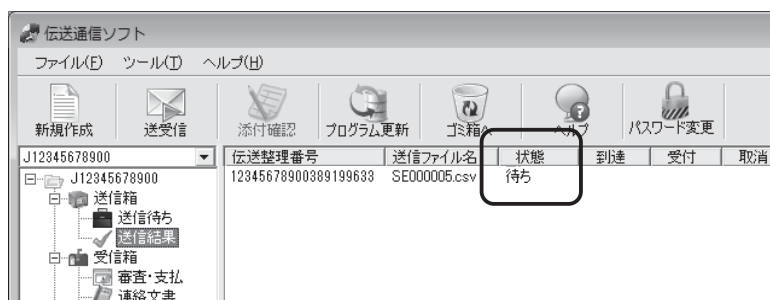 伝送通信ソフト
ファイル(F) ツール(T) ヘルプ(H)
新規作成 送受信 添付確認 プログラム更新 ゴミ箱へ ヘルプ パスワード変更
J12345678900 伝送整理番号 送信ファイル名 状態 到達 受付 取消
J12345678900 12345678900389199633 SE000005.csv 待ち
送信箱
送信待ち
送信結果
受信箱
審査・支払
連絡文書